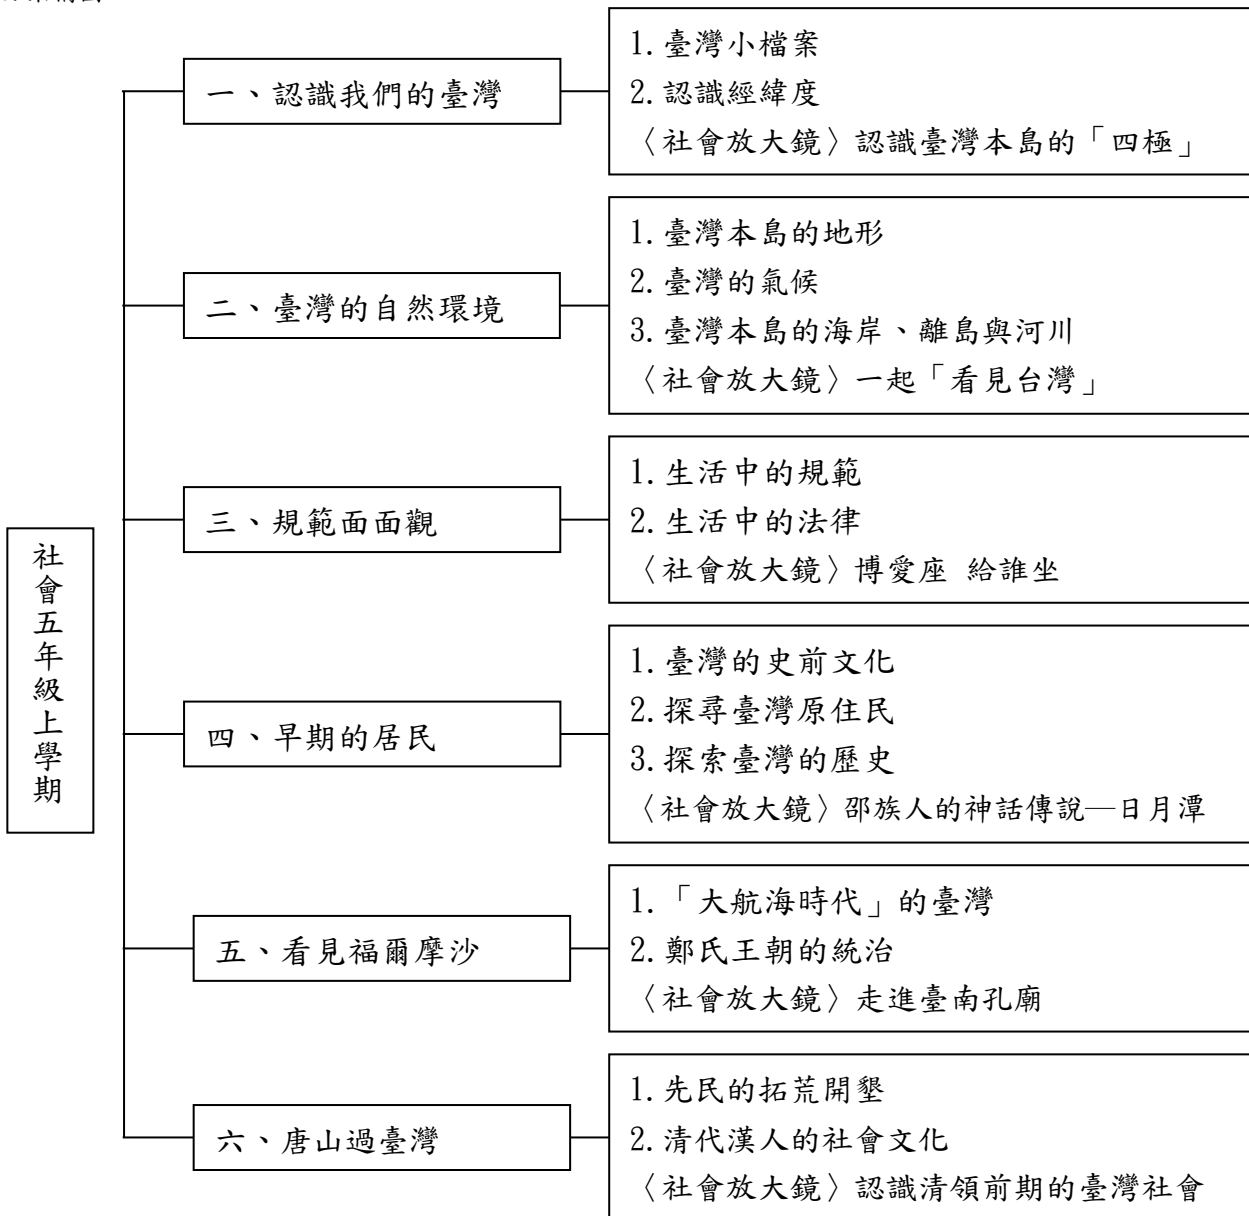 社會五年級上學期
一、認識我們的臺灣
1.臺灣小檔案
2.認識經緯度
〈社會放大鏡〉認識臺灣本島的「四極」
二、臺灣的自然環境
1.臺灣本島的地形
2.臺灣的氣候
3.臺灣本島的海岸、離島與河川
〈社會放大鏡〉一起「看見台灣」
三、規範面面觀
1.生活中的規範
2.生活中的法律
〈社會放大鏡〉博愛座 給誰坐
四、早期的居民
1.臺灣的史前文化
2.探尋臺灣原住民
3.探索臺灣的歷史
〈社會放大鏡〉邵族人的神話傳說—日月潭
五、看見福爾摩沙
1.「大航海時代」的臺灣
2.鄭氏王朝的統治
〈社會放大鏡〉走進臺南孔廟
六、唐山過臺灣
1.先民的拓荒開墾
2.清代漢人的社會文化
〈社會放大鏡〉認識清領前期的臺灣社會